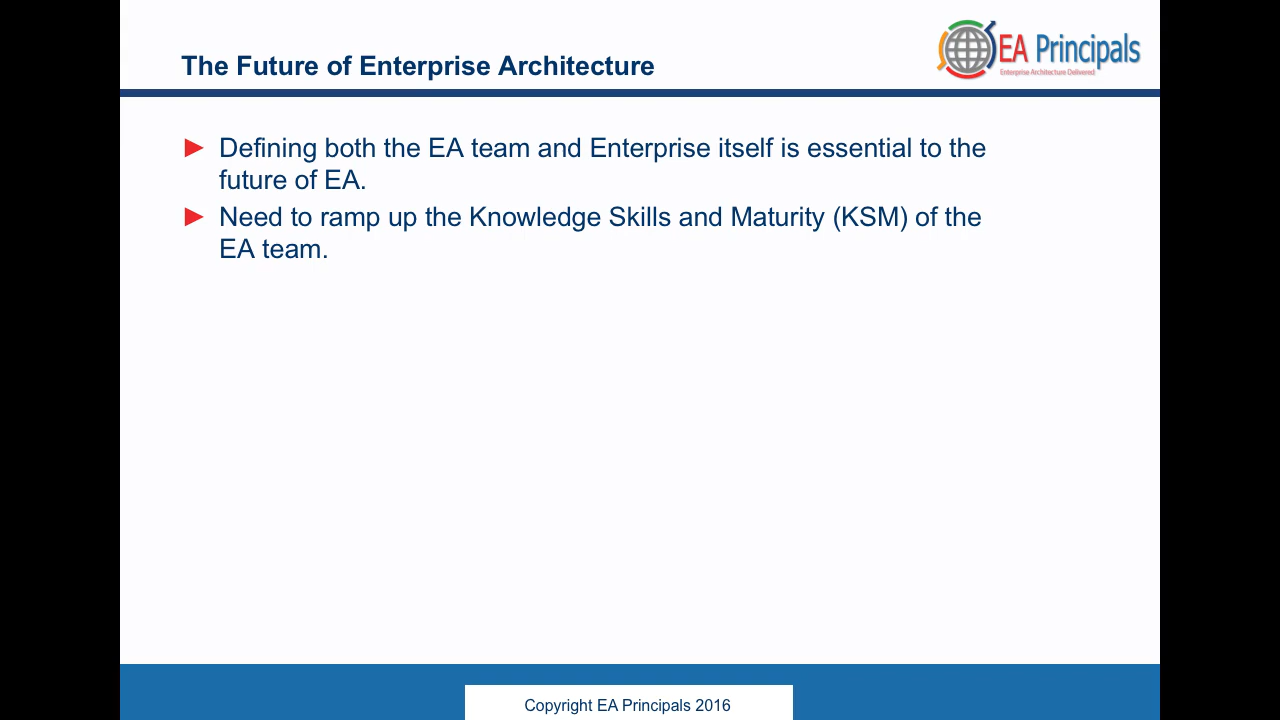 The Future of Enterprise Architecture
EA Principals
Enterprise Architecture Delivered
► Defining both the EA team and Enterprise itself is essential to the
future of EA.
► Need to ramp up the Knowledge Skills and Maturity (KSM) of the
EA team.
Copyright EA Principals 2016